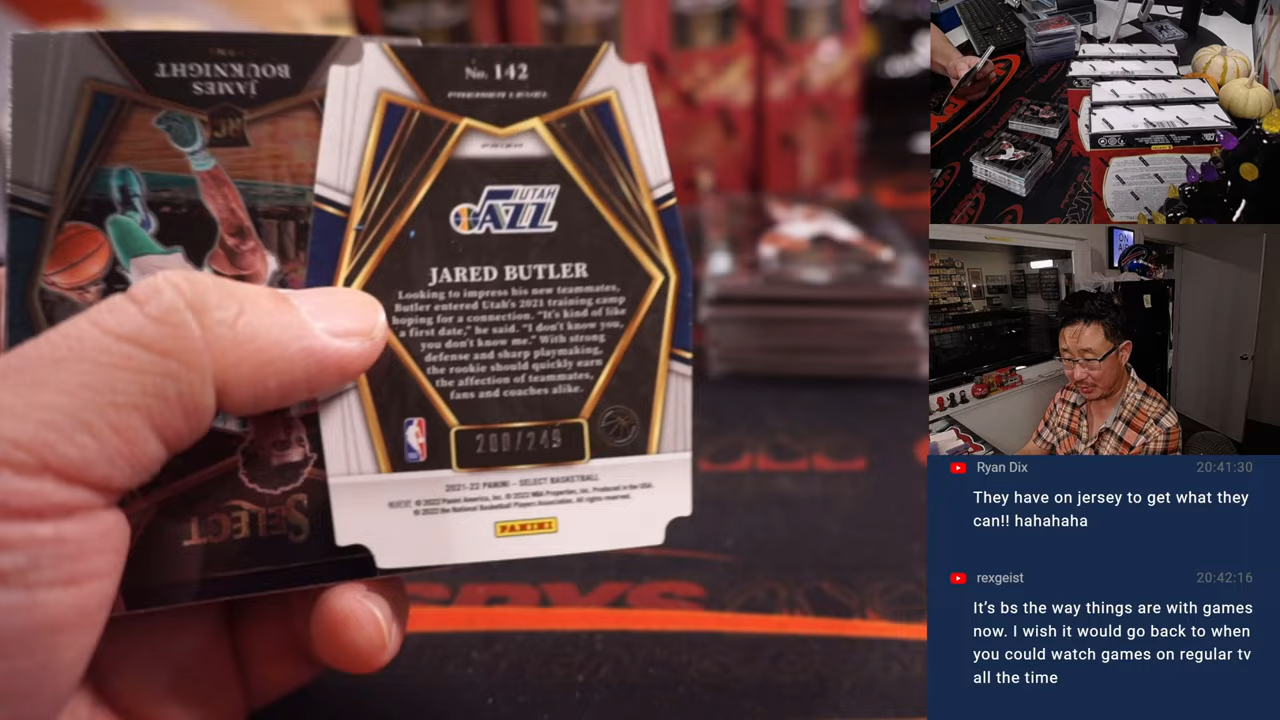 JAMES
BOUKNIGHT
RC
SELECT
No. 142
PREMIER LEVEL
UTAH
JAZZ
JARED BUTLER
Looking to impress his new teammates,
Butler entered Utah's 2021 training camp
hoping for a connection. "It's kind of like
a first date," he said. "I don't know you,
you don't know me." With strong
defense and sharp playmaking,
the rookie should quickly earn
the affection of teammates,
fans and coaches alike.
200/249
2021-22 PANINI – SELECT BASKETBALL
© 2022 Panini America, Inc. © 2022 NBA Properties, Inc. Produced in the USA.
© 2022 the National Basketball Players Association. All rights reserved.
PANINI
ON
AIR
Ryan Dix 20:41:30
They have on jersey to get what they
can!! hahahaha
rexgeist 20:42:16
It's bs the way things are with games
now. I wish it would go back to when
you could watch games on regular tv
all the time